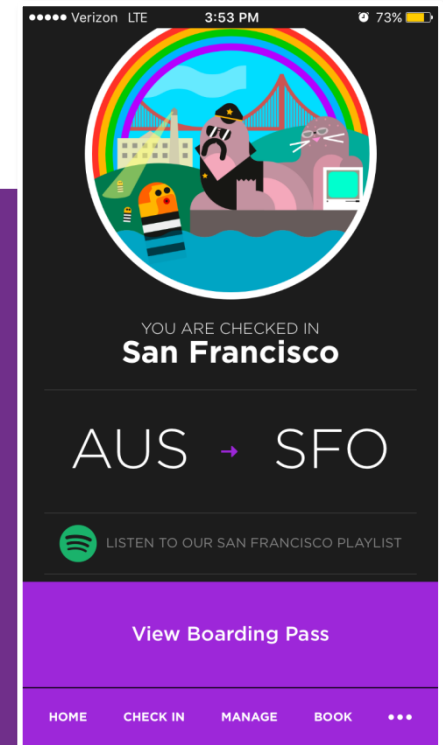 Verizon LTE 3:53 PM 73%
YOU ARE CHECKED IN
San Francisco
AUS → SFO
LISTEN TO OUR SAN FRANCISCO PLAYLIST
View Boarding Pass
HOME CHECK IN MANAGE BOOK •••